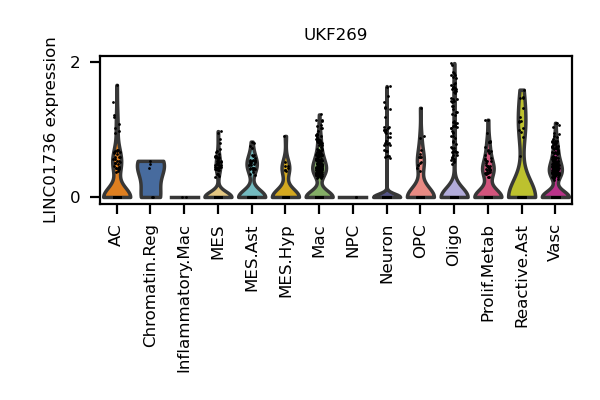 UKF269
LINC01736 expression
2
0
AC
Chromatin.Reg
Inflammatory.Mac
MES
MES.Ast
MES.Hyp
Mac
NPC
Neuron
OPC
Oligo
Prolif.Metab
Reactive.Ast
Vasc